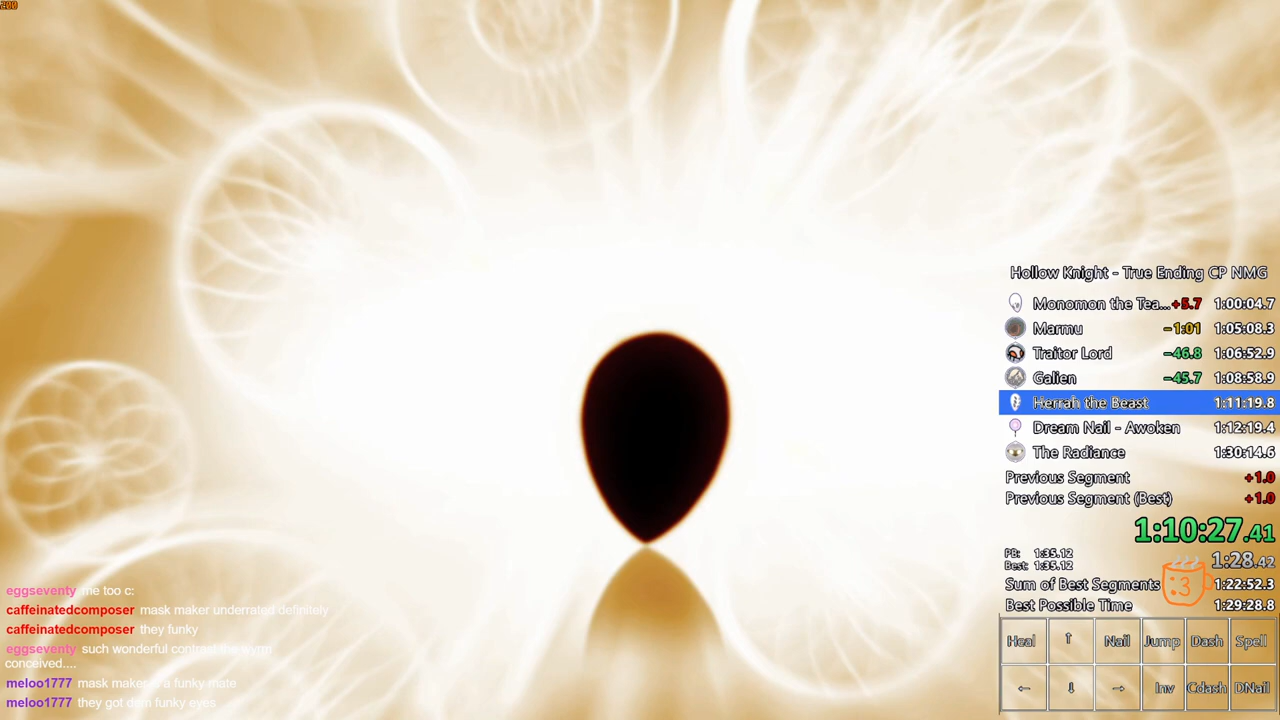 200
Hollow Knight - True Ending CP NMG
Monomon the Tea... +5.7 1:00:04.7
Marmu -1:01 1:05:08.3
Traitor Lord -46.8 1:06:52.9
Galien -45.7 1:08:58.9
Herrah the Beast 1:11:19.8
Dream Nail - Awoken 1:12:19.4
The Radiance 1:30:14.6
Previous Segment +1.0
Previous Segment (Best) +1.0
1:10:27.41
PB: 1:35.12 1:28.42
Best: 1:35.12
Sum of Best Segments 1:22:52.3
Best Possible Time 1:29:28.8
eggseventy me too c:
caffeinatedcomposer mask maker underrated definitely
caffeinatedcomposer they funky
eggseventy such wonderful contrast the wyrm
conceived....
meloo1777 mask maker is a funky mate
meloo1777 they got dem funky eyes
Heal ↑ Nail Jump Dash Spell
← ↓ → Inv Cdash DNail